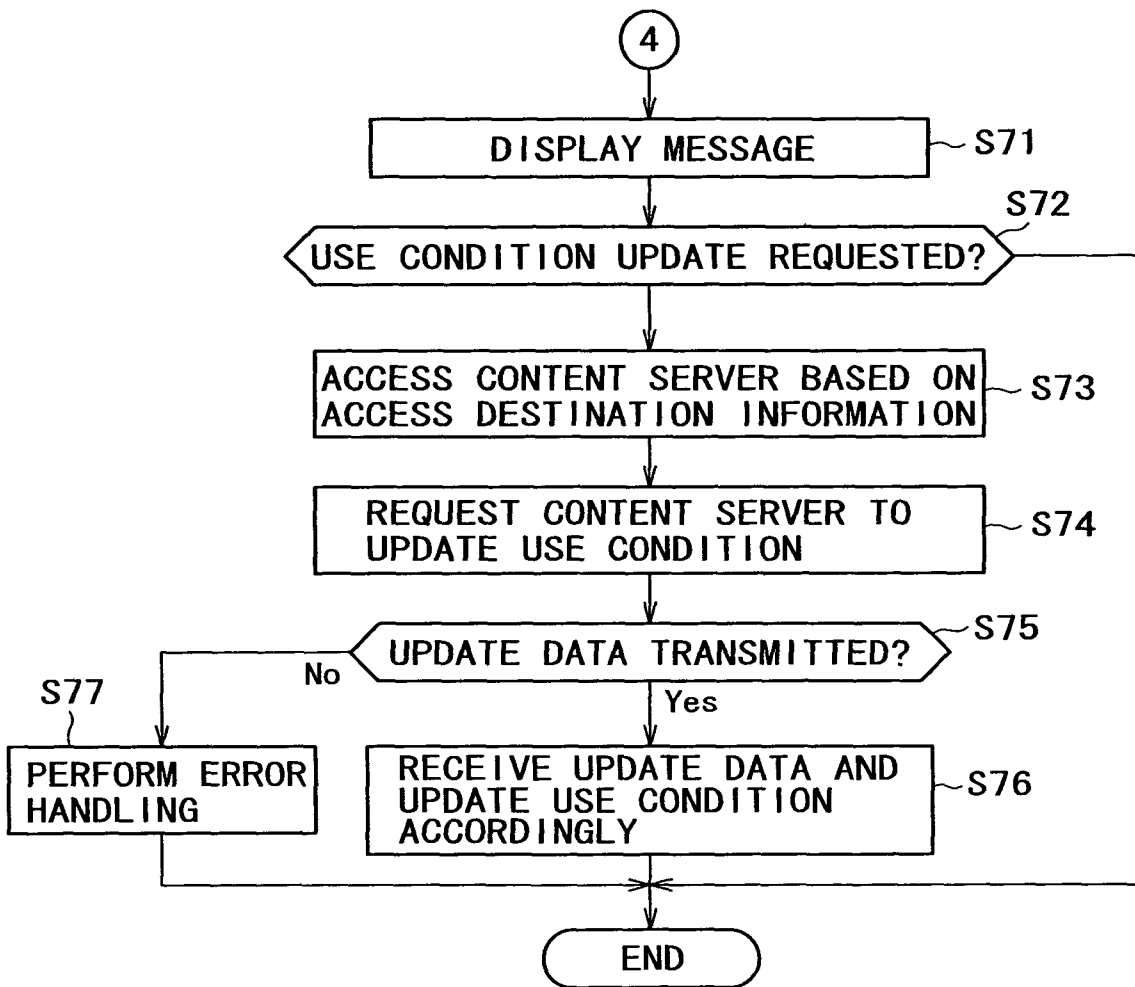 4
DISPLAY MESSAGE
S71
S72
USE CONDITION UPDATE REQUESTED?
ACCESS CONTENT SERVER BASED ON
ACCESS DESTINATION INFORMATION
S73
REQUEST CONTENT SERVER TO
UPDATE USE CONDITION
S74
S75
UPDATE DATA TRANSMITTED?
No
Yes
S77
PERFORM ERROR
HANDLING
RECEIVE UPDATE DATA AND
UPDATE USE CONDITION
ACCORDINGLY
S76
END